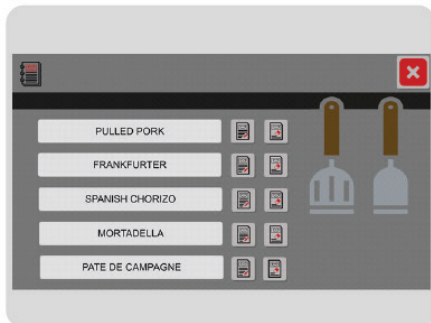 PULLED PORK
FRANKFURTER
SPANISH CHORIZO
MORTADELLA
PATE DE CAMPAGNE